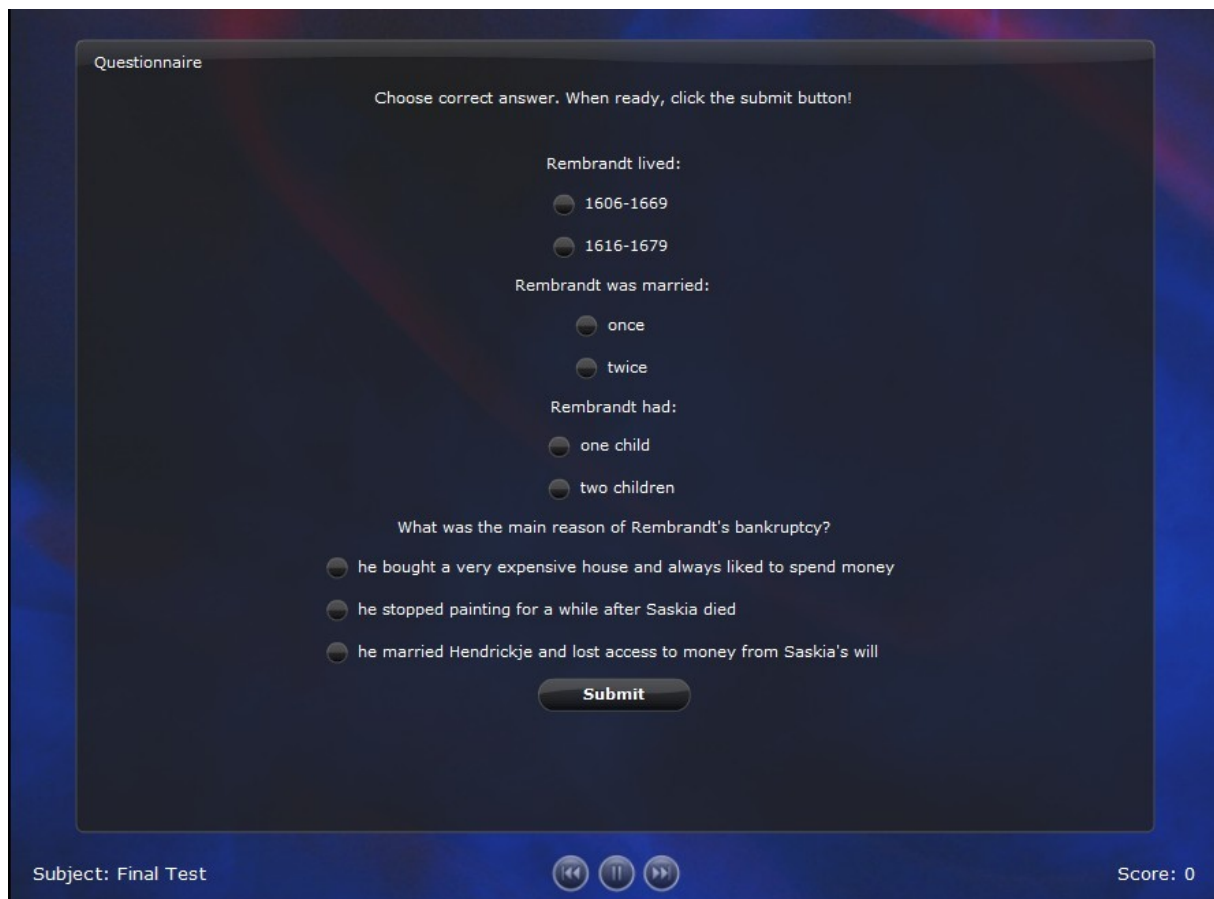 Questionnaire
Choose correct answer. When ready, click the submit button!
Rembrandt lived:
1606-1669
1616-1679
Rembrandt was married:
once
twice
Rembrandt had:
one child
two children
What was the main reason of Rembrandt's bankruptcy?
he bought a very expensive house and always liked to spend money
he stopped painting for a while after Saskia died
he married Hendrickje and lost access to money from Saskia's will
Submit
Subject: Final Test
Score: 0